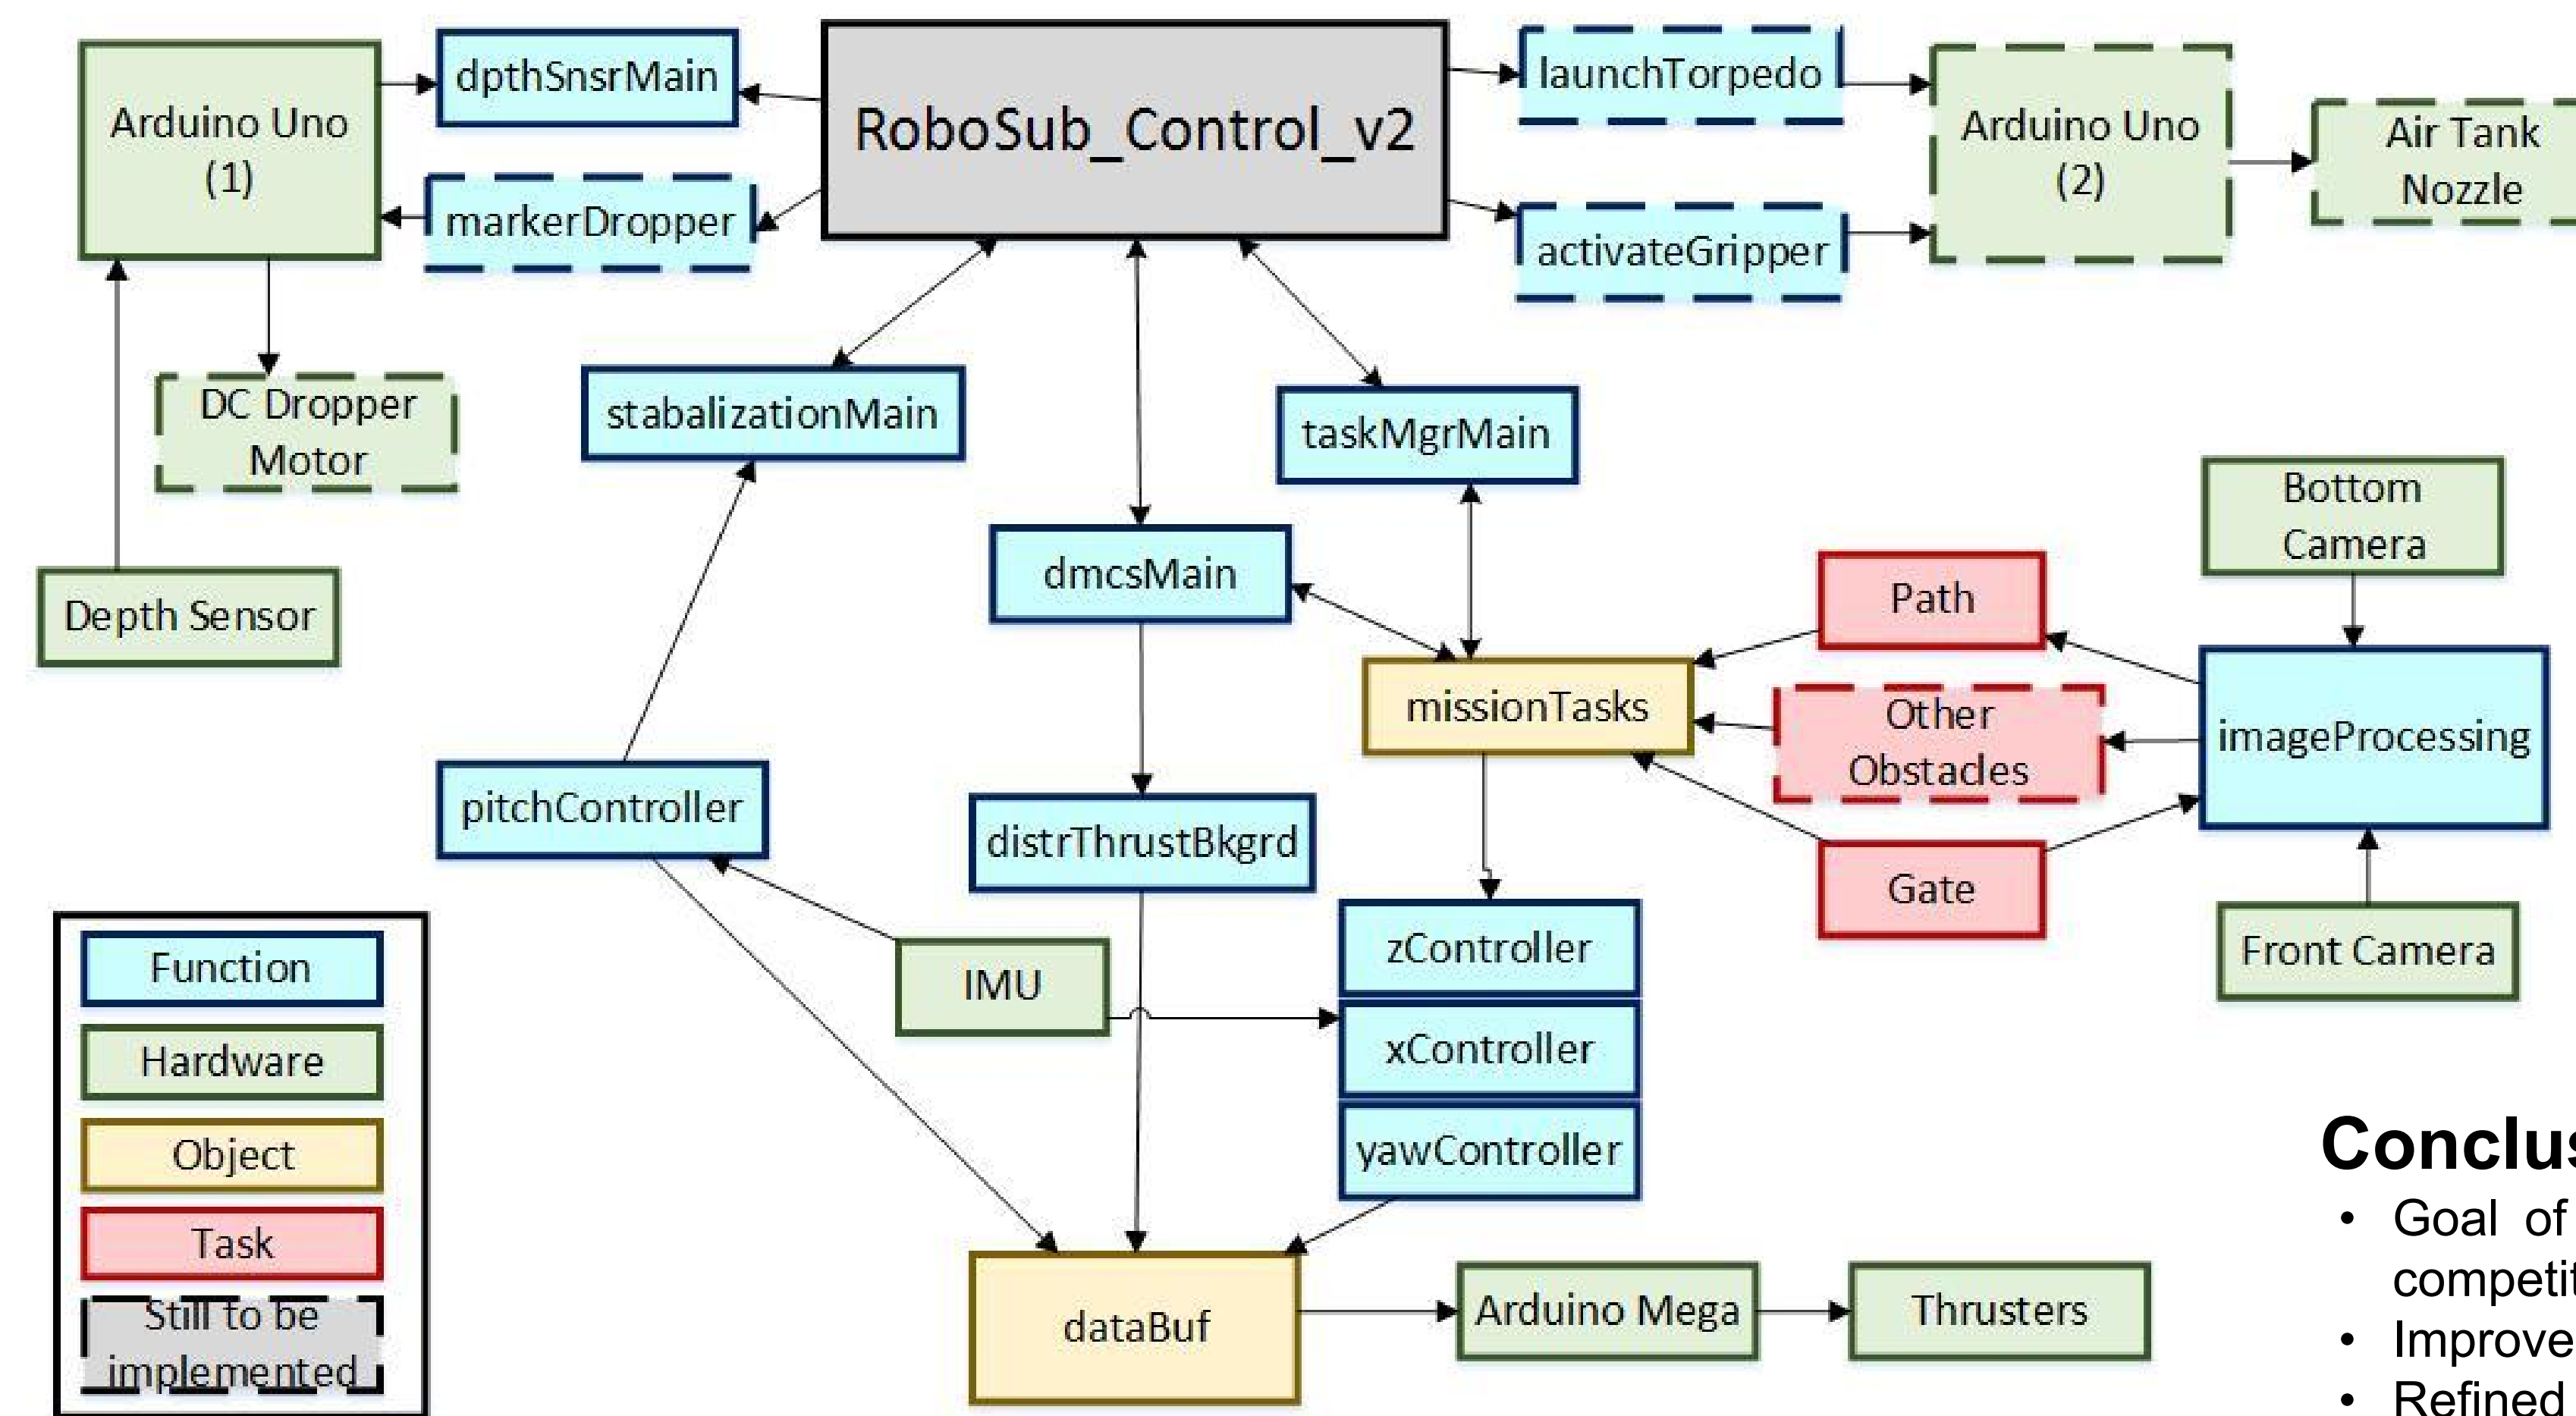 Arduino Uno
(1)
dpthSnsrMain
markerDropper
RoboSub_Control_v2
launchTorpedo
activateGripper
Arduino Uno
(2)
Air Tank
Nozzle
DC Dropper
Motor
Depth Sensor
stabalizationMain
taskMgrMain
dmcsMain
Bottom
Camera
Path
missionTasks
Other
Obstacles
imageProcessing
Gate
Front Camera
pitchController
distrThrustBkgrd
IMU
zController
xController
yawController
dataBuf
Arduino Mega
Thrusters
Function
Hardware
Object
Task
Still to be
implemented
• Goal of
• Improve
• Refined